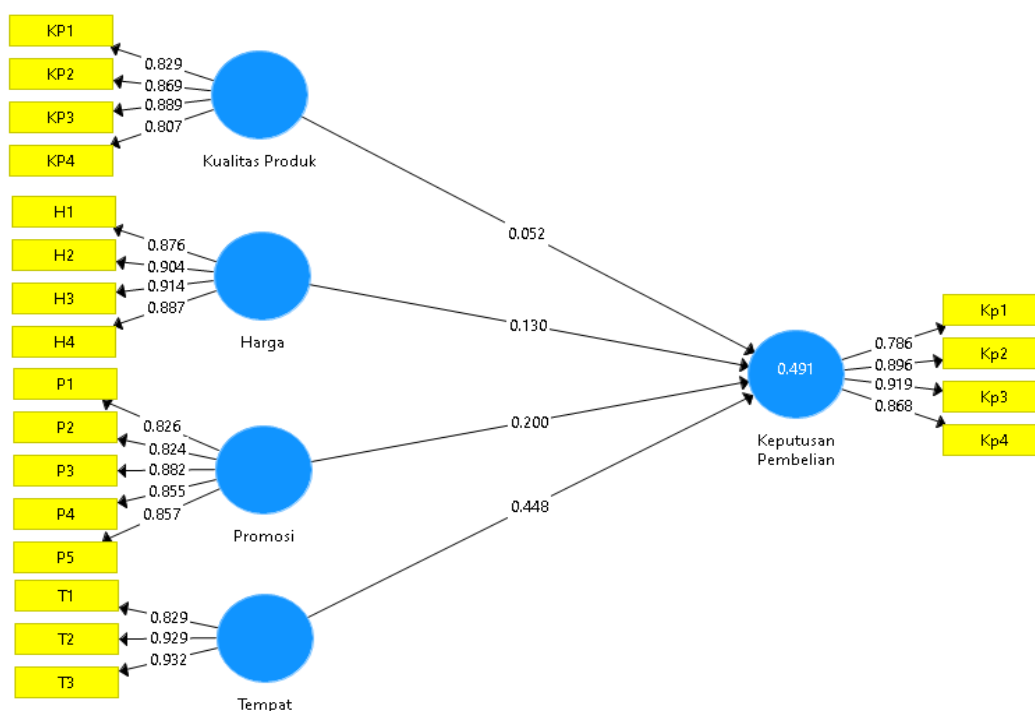 KP1
KP2
KP3
KP4
0.829
0.869
0.889
0.807
Kualitas Produk
H1
H2
H3
H4
0.876
0.904
0.914
0.887
Harga
P1
P2
P3
P4
P5
0.826
0.824
0.882
0.855
0.857
Promosi
T1
T2
T3
0.829
0.929
0.932
Tempat
0.052
0.130
0.200
0.448
0.491
Keputusan
Pembelian
0.786
0.896
0.919
0.868
Kp1
Kp2
Kp3
Kp4